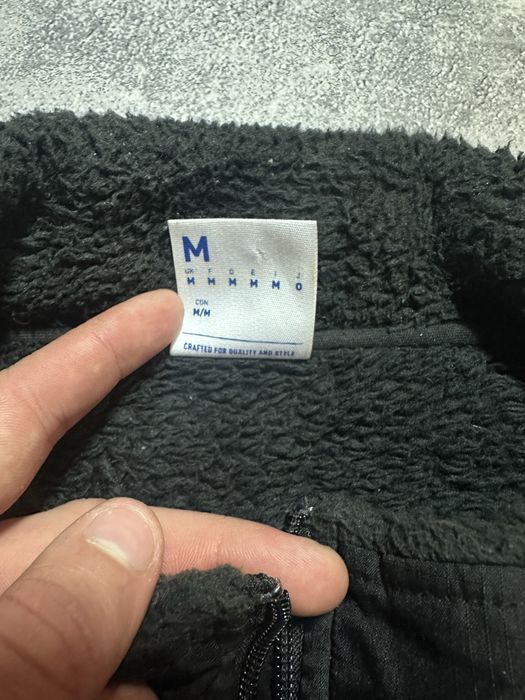 M
UK F D E I J
M M M M M O
CDN
M/M
CRAFTED FOR QUALITY AND STYLE